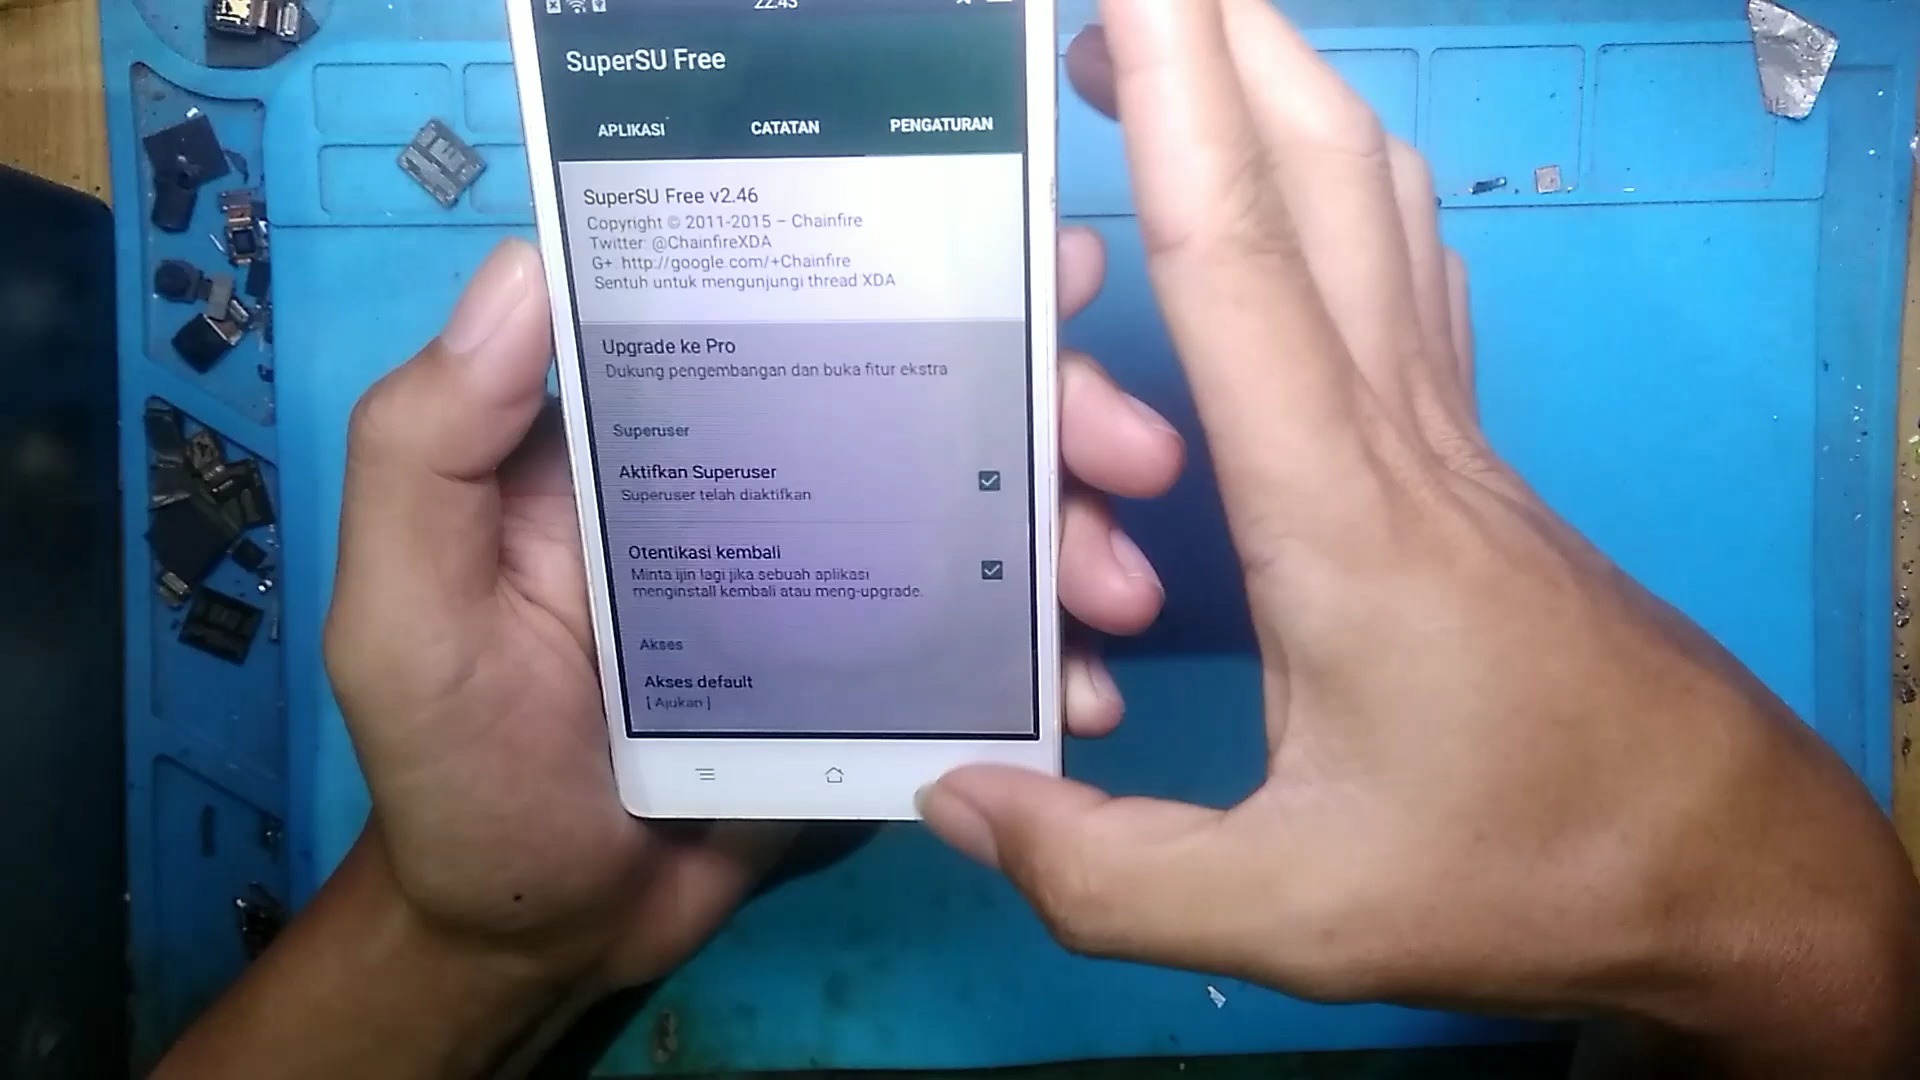 22.43
SuperSU Free
APLIKASI CATATAN PENGATURAN
SuperSU Free v2.46
Copyright © 2011-2015 – Chainfire
Twitter: @ChainfireXDA
G+: http://google.com/+Chainfire
Sentuh untuk mengunjungi thread XDA
Upgrade ke Pro
Dukung pengembangan dan buka fitur ekstra
Superuser
Aktifkan Superuser
Superuser telah diaktifkan
Otentikasi kembali
Minta ijin lagi jika sebuah aplikasi
menginstall kembali atau meng-upgrade.
Akses
Akses default
[ Ajukan ]